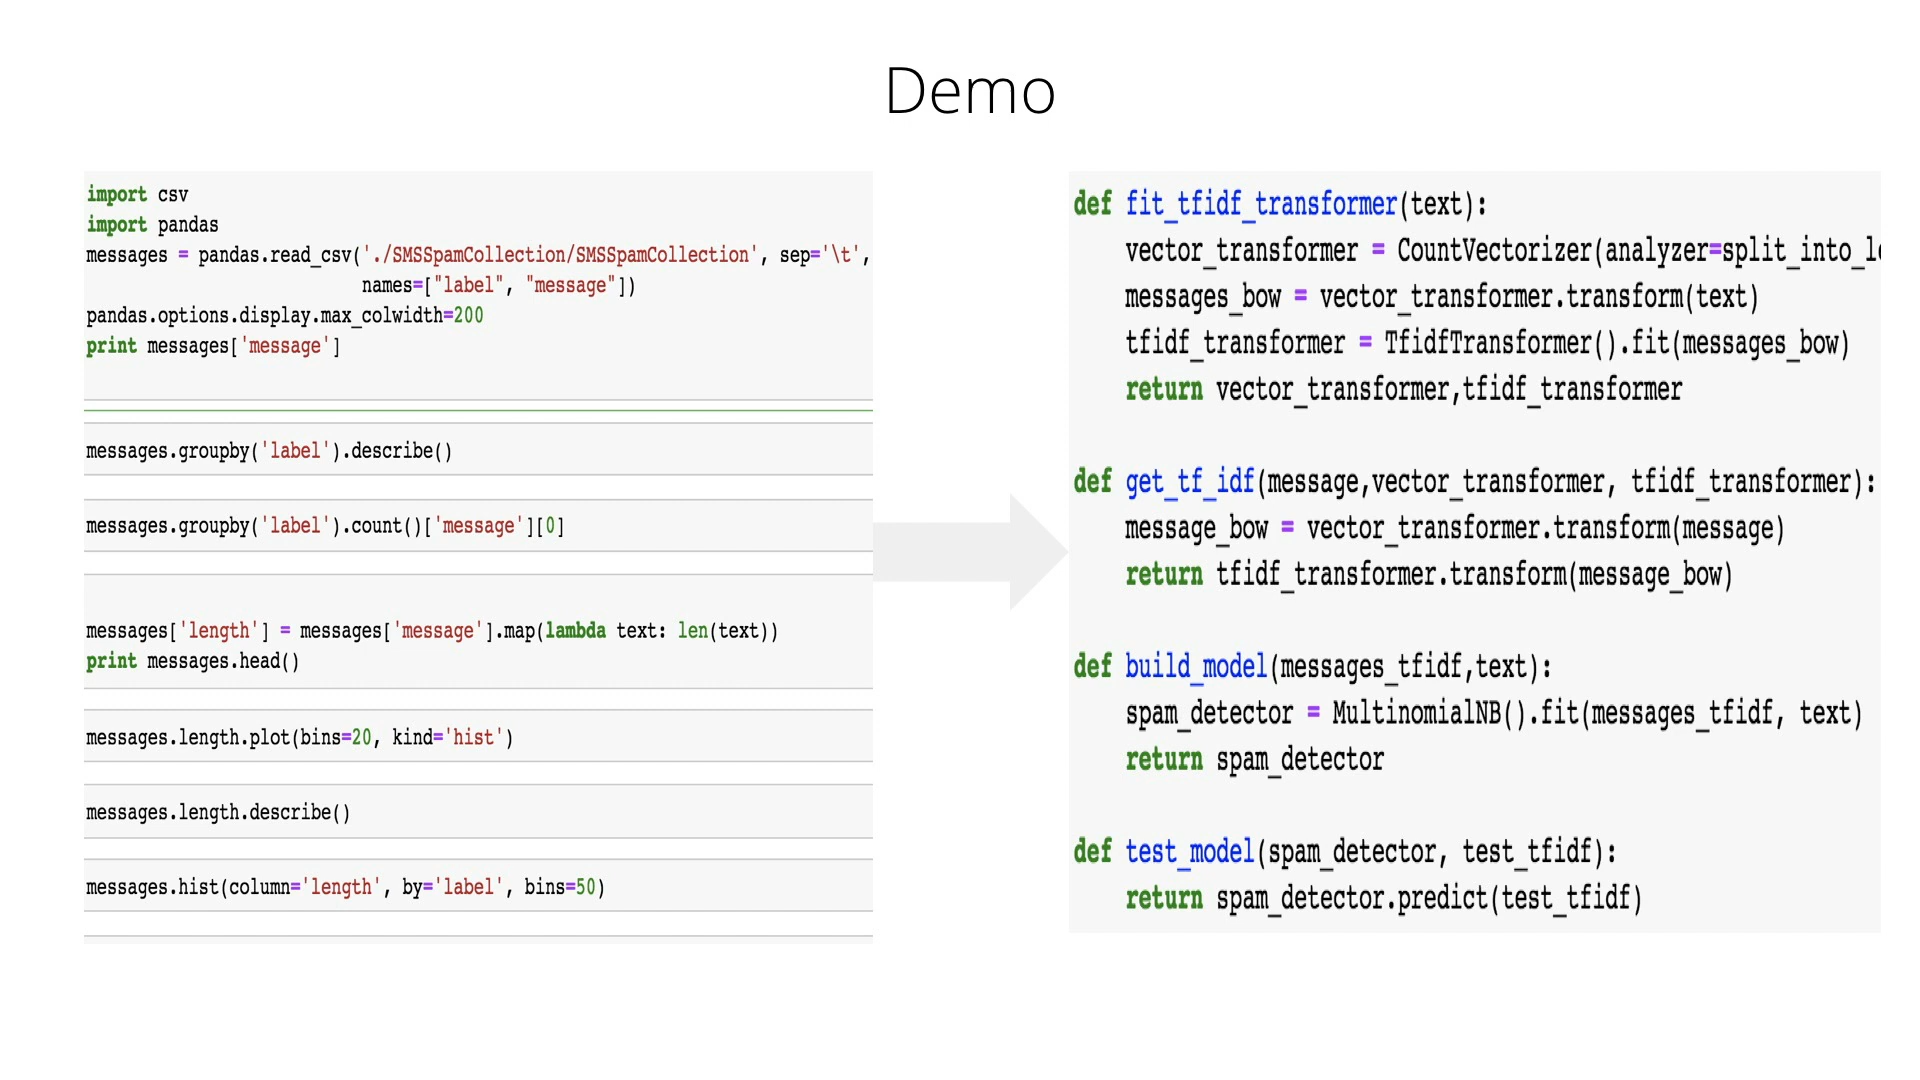 Demo
import csv
import pandas
messages = pandas.read_csv('./SMSSpamCollection/SMSSpamCollection', sep='\t',
names=["label", "message"])
pandas.options.display.max_colwidth=200
print messages['message']
messages.groupby('label').describe()
messages.groupby('label').count()['message'][0]
messages['length'] = messages['message'].map(lambda text: len(text))
print messages.head()
messages.length.plot(bins=20, kind='hist')
messages.length.describe()
messages.hist(column='length', by='label', bins=50)
def fit_tfidf_transformer(text):
vector_transformer = CountVectorizer(analyzer=split_into_l
messages_bow = vector_transformer.transform(text)
tfidf_transformer = TfidfTransformer().fit(messages_bow)
return vector_transformer,tfidf_transformer
def get_tf_idf(message,vector_transformer, tfidf_transformer):
message_bow = vector_transformer.transform(message)
return tfidf_transformer.transform(message_bow)
def build_model(messages_tfidf,text):
spam_detector = MultinomialNB().fit(messages_tfidf, text)
return spam_detector
def test_model(spam_detector, test_tfidf):
return spam_detector.predict(test_tfidf)